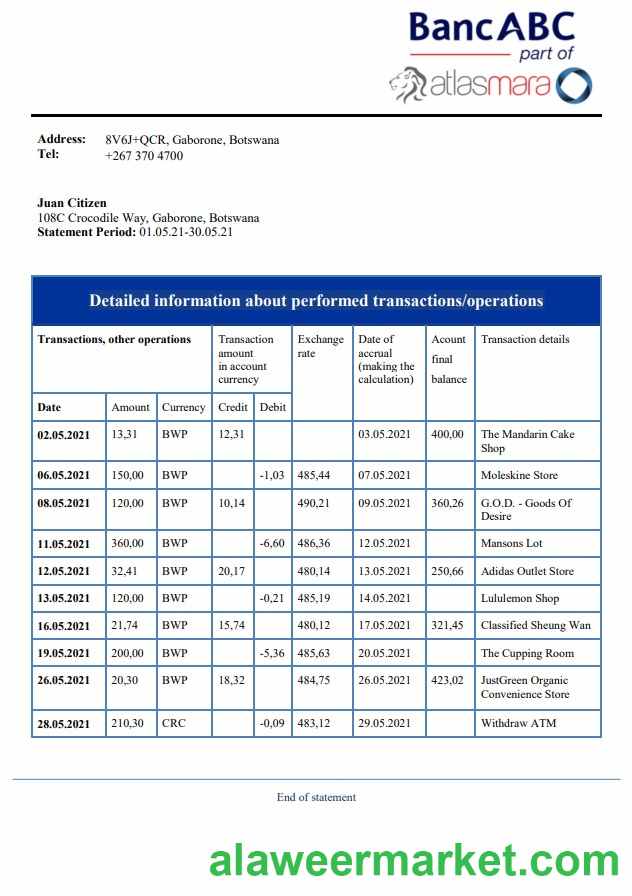 BancABC
part of
atlasmara
Address: 8V6J+QCR, Gaborone, Botswana
Tel: +267 370 4700
Juan Citizen
108C Crocodile Way, Gaborone, Botswana
Statement Period: 01.05.21-30.05.21
Detailed information about performed transactions/operations
Transactions, other operations Transaction amount in account currency Exchange rate Date of accrual (making the calculation) Acount final balance Transaction details
Date Amount Currency Credit Debit
02.05.2021 13,31 BWP 12,31 03.05.2021 400,00 The Mandarin Cake Shop
06.05.2021 150,00 BWP -1,03 485,44 07.05.2021 Moleskine Store
08.05.2021 120,00 BWP 10,14 490,21 09.05.2021 360,26 G.O.D. - Goods Of Desire
11.05.2021 360,00 BWP -6,60 486,36 12.05.2021 Mansons Lot
12.05.2021 32,41 BWP 20,17 480,14 13.05.2021 250,66 Adidas Outlet Store
13.05.2021 120,00 BWP -0,21 485,19 14.05.2021 Lululemon Shop
16.05.2021 21,74 BWP 15,74 480,12 17.05.2021 321,45 Classified Sheung Wan
19.05.2021 200,00 BWP -5,36 485,63 20.05.2021 The Cupping Room
26.05.2021 20,30 BWP 18,32 484,75 26.05.2021 423,02 JustGreen Organic Convenience Store
28.05.2021 210,30 CRC -0,09 483,12 29.05.2021 Withdraw ATM
End of statement
alaweermarket.com